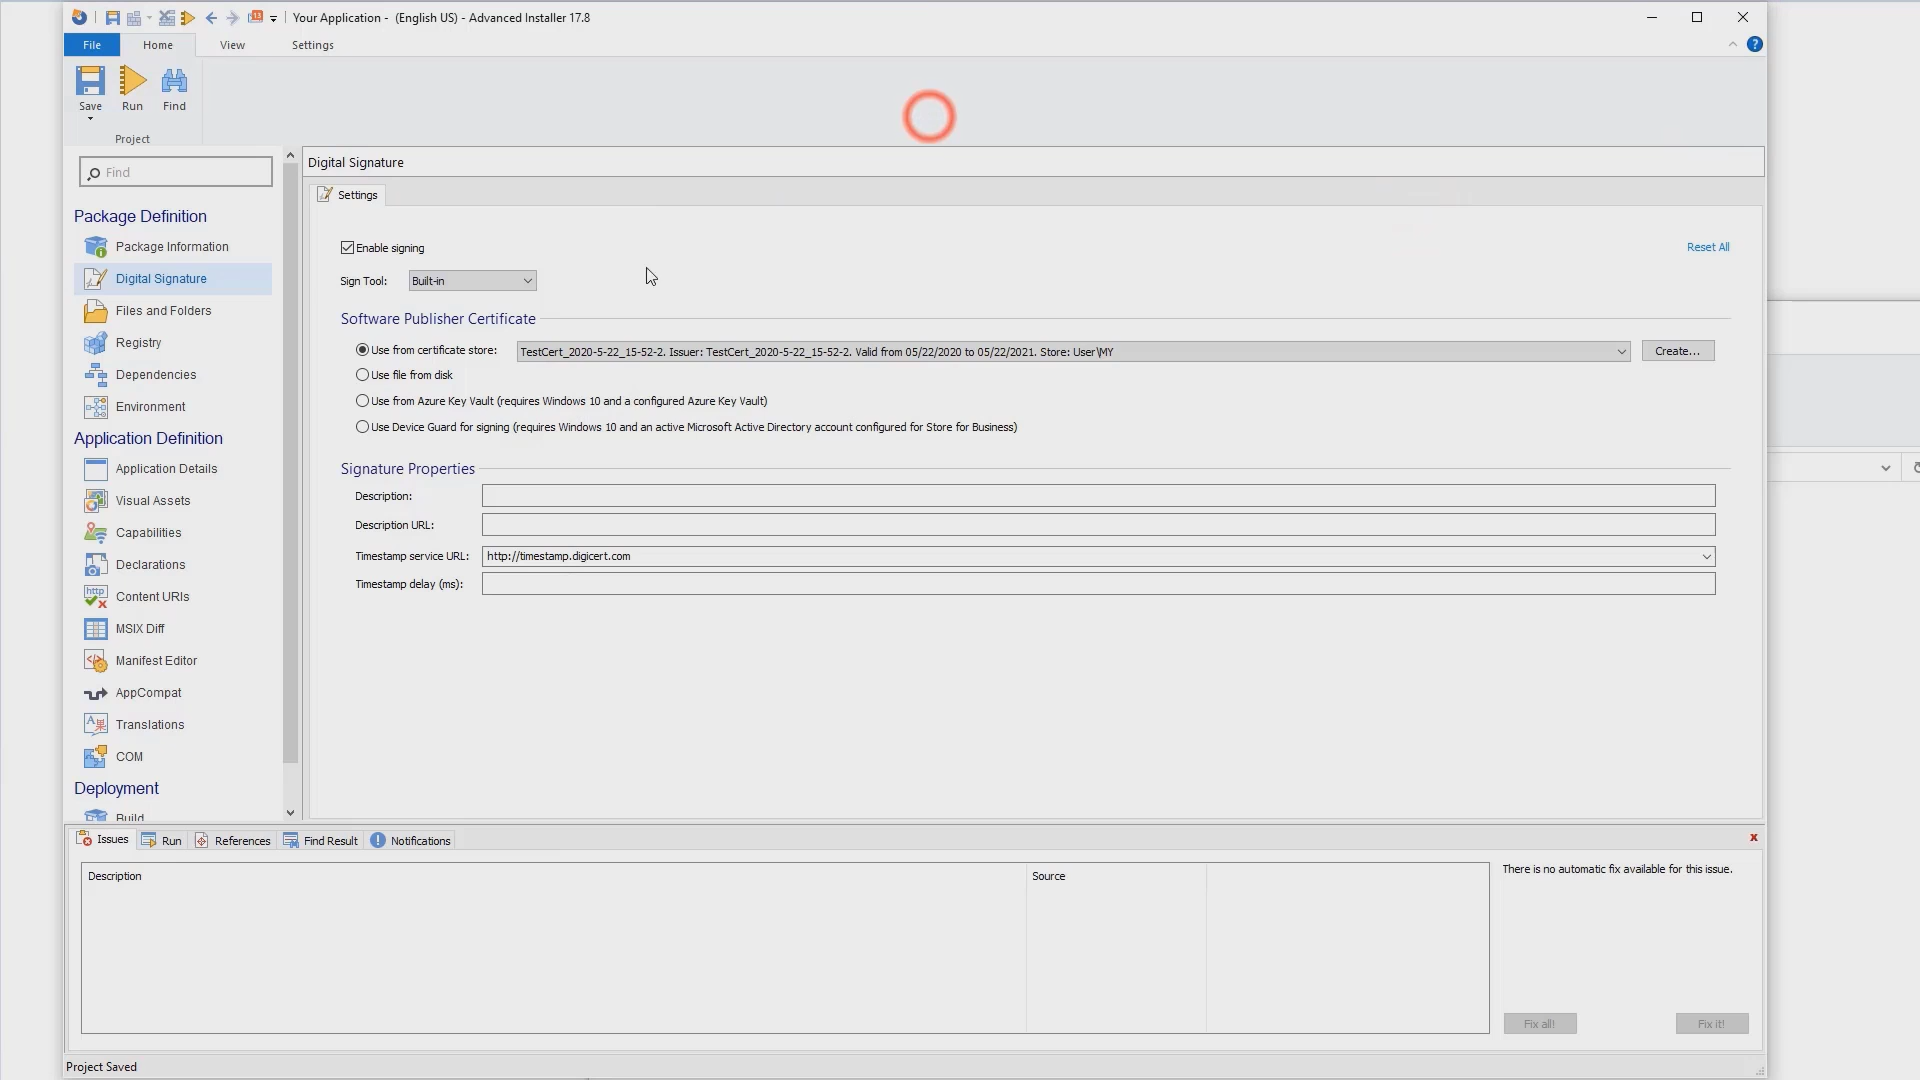 13
Your Application - (English US) - Advanced Installer 17.8
File
Home
View
Settings
?
Save
Run
Find
Project
Find
Package Definition
Package Information
Digital Signature
Files and Folders
Registry
Dependencies
Environment
Application Definition
Application Details
Visual Assets
Capabilities
Declarations
http
Content URIs
MSIX Diff
Manifest Editor
AppCompat
Translations
COM
Deployment
Build
Digital Signature
Settings
Enable signing
Reset All
Sign Tool:
Built-in
Software Publisher Certificate
Use from certificate store:
TestCert_2020-5-22_15-52-2. Issuer: TestCert_2020-5-22_15-52-2. Valid from 05/22/2020 to 05/22/2021. Store: User\MY
Create...
Use file from disk
Use from Azure Key Vault (requires Windows 10 and a configured Azure Key Vault)
Use Device Guard for signing (requires Windows 10 and an active Microsoft Active Directory account configured for Store for Business)
Signature Properties
Description:
Description URL:
Timestamp service URL:
http://timestamp.digicert.com
Timestamp delay (ms):
Issues
Run
References
Find Result
Notifications
Description
Source
There is no automatic fix available for this issue.
Fix all!
Fix it!
Project Saved